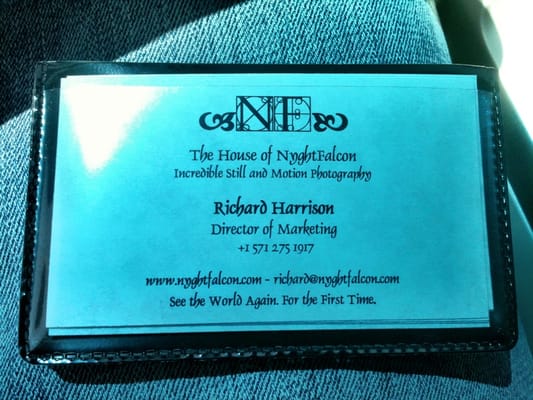 NF
The House of NyghtFalcon
Incredible Still and Motion Photography
Richard Harrison
Director of Marketing
+1 571 275 1917
www.nyghtfalcon.com - richard@nyghtfalcon.com
See the World Again. For the First Time.